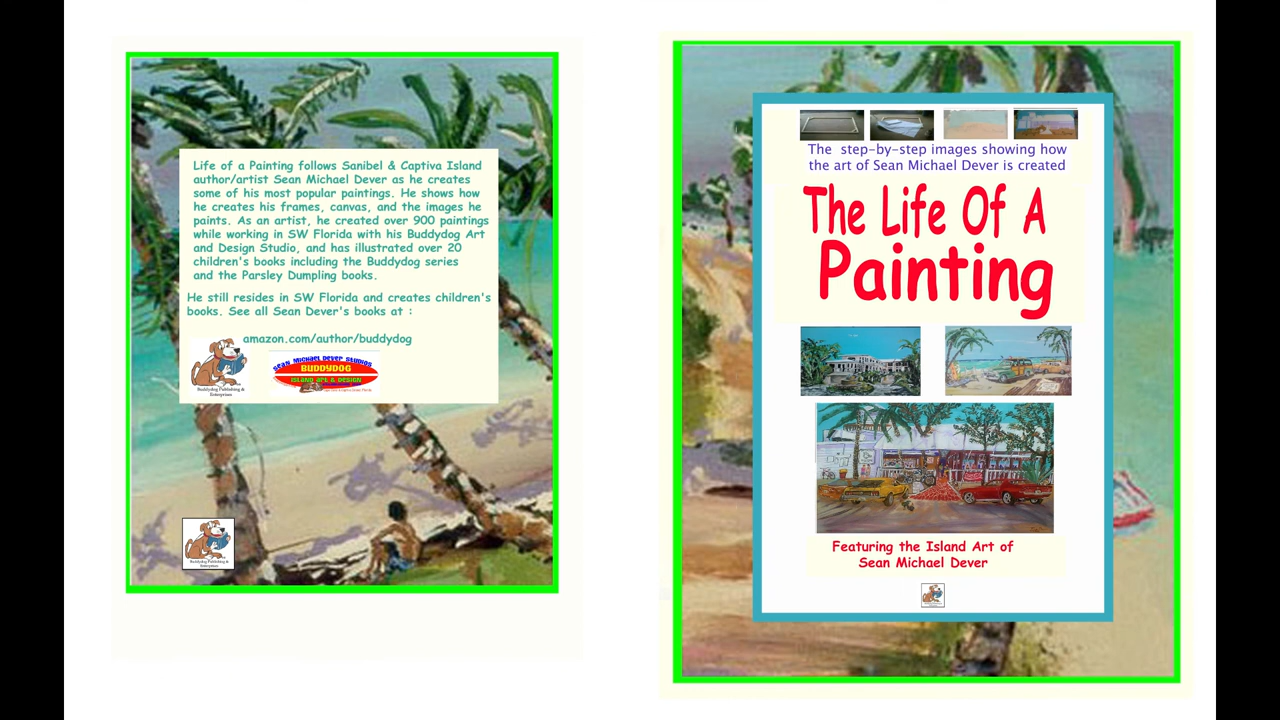 Life of a Painting follows Sanibel & Captiva Island
author/artist Sean Michael Dever as he creates
some of his most popular paintings. He shows how
he creates his frames, canvas, and the images he
paints. As an artist, he created over 900 paintings
while working in SW Florida with his Buddydog Art
and Design Studio, and has illustrated over 20
children's books including the Buddydog series
and the Parsley Dumpling books.
He still resides in SW Florida and creates children's
books. See all Sean Dever's books at :
amazon.com/author/buddydog
Buddydog Publishing &
Enterprises
SEAN MICHAEL DEVER STUDIOS
BUDDYDOG
ISLAND ART & DESIGN
Buddydog Publishing &
Enterprises
The step-by-step images showing how
the art of Sean Michael Dever is created
The Life Of A
Painting
Featuring the Island Art of
Sean Michael Dever